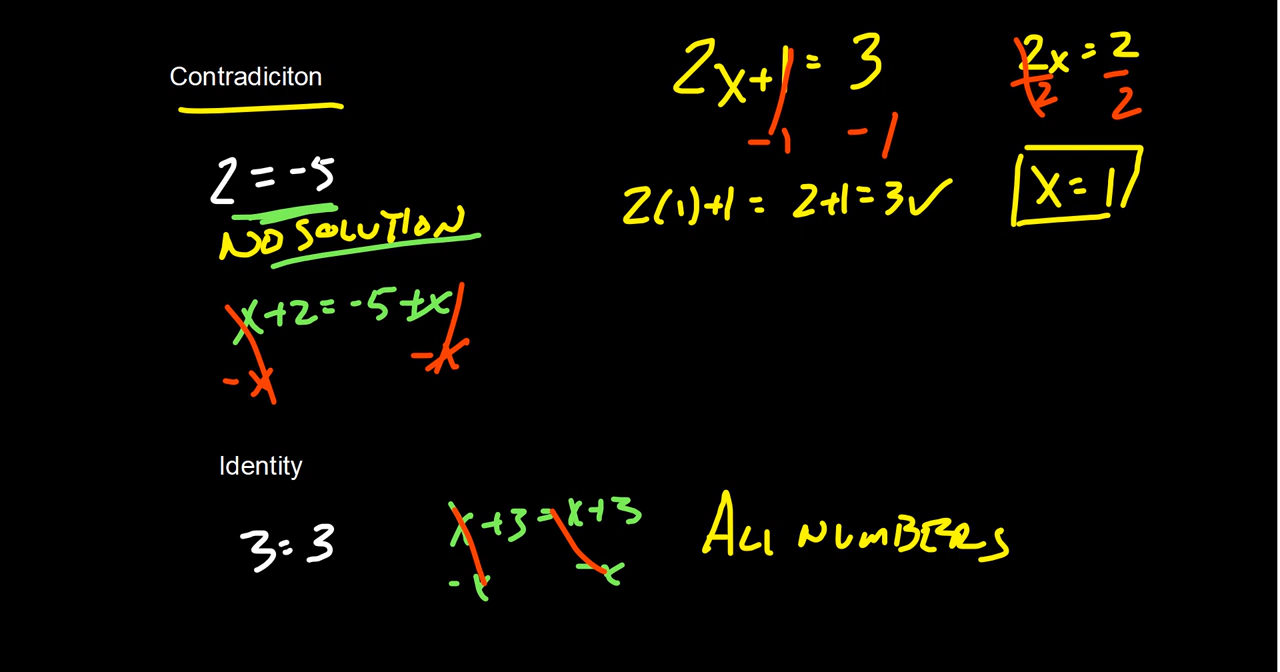 Contradiciton
2 = -5
NO SOLUTION
x + 2 = -5 + x
- x - x
2x + 1 = 3
- 1 - 1
2(1) + 1 = 2 + 1 = 3 ✓
2x = 2
2 2
x = 1
Identity
3 = 3
x + 3 = x + 3
- x - x
ALL NUMBERS